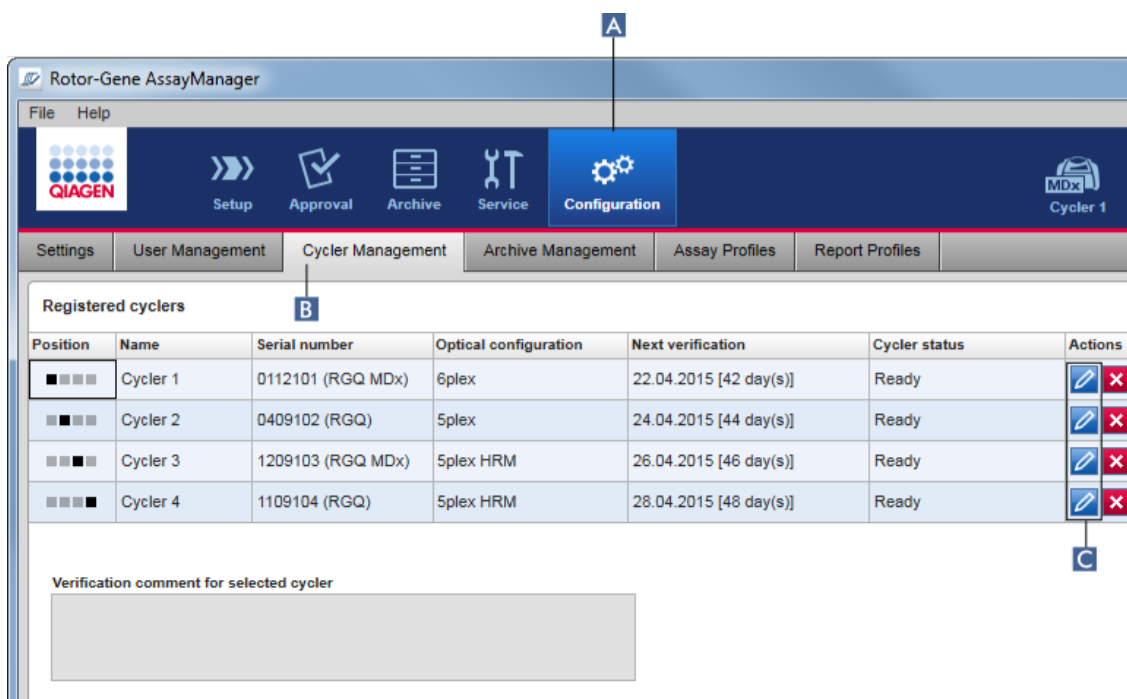 A
Rotor-Gene AssayManager
File Help
QIAGEN
Setup Approval Archive Service Configuration
MDx
Cycler 1
Settings User Management Cycler Management Archive Management Assay Profiles Report Profiles
B
Registered cyclers
Position Name Serial number Optical configuration Next verification Cycler status Actions
Cycler 1 0112101 (RGQ MDx) 6plex 22.04.2015 [42 day(s)] Ready
Cycler 2 0409102 (RGQ) 5plex 24.04.2015 [44 day(s)] Ready
Cycler 3 1209103 (RGQ MDx) 5plex HRM 26.04.2015 [46 day(s)] Ready
Cycler 4 1109104 (RGQ) 5plex HRM 28.04.2015 [48 day(s)] Ready
C
Verification comment for selected cycler